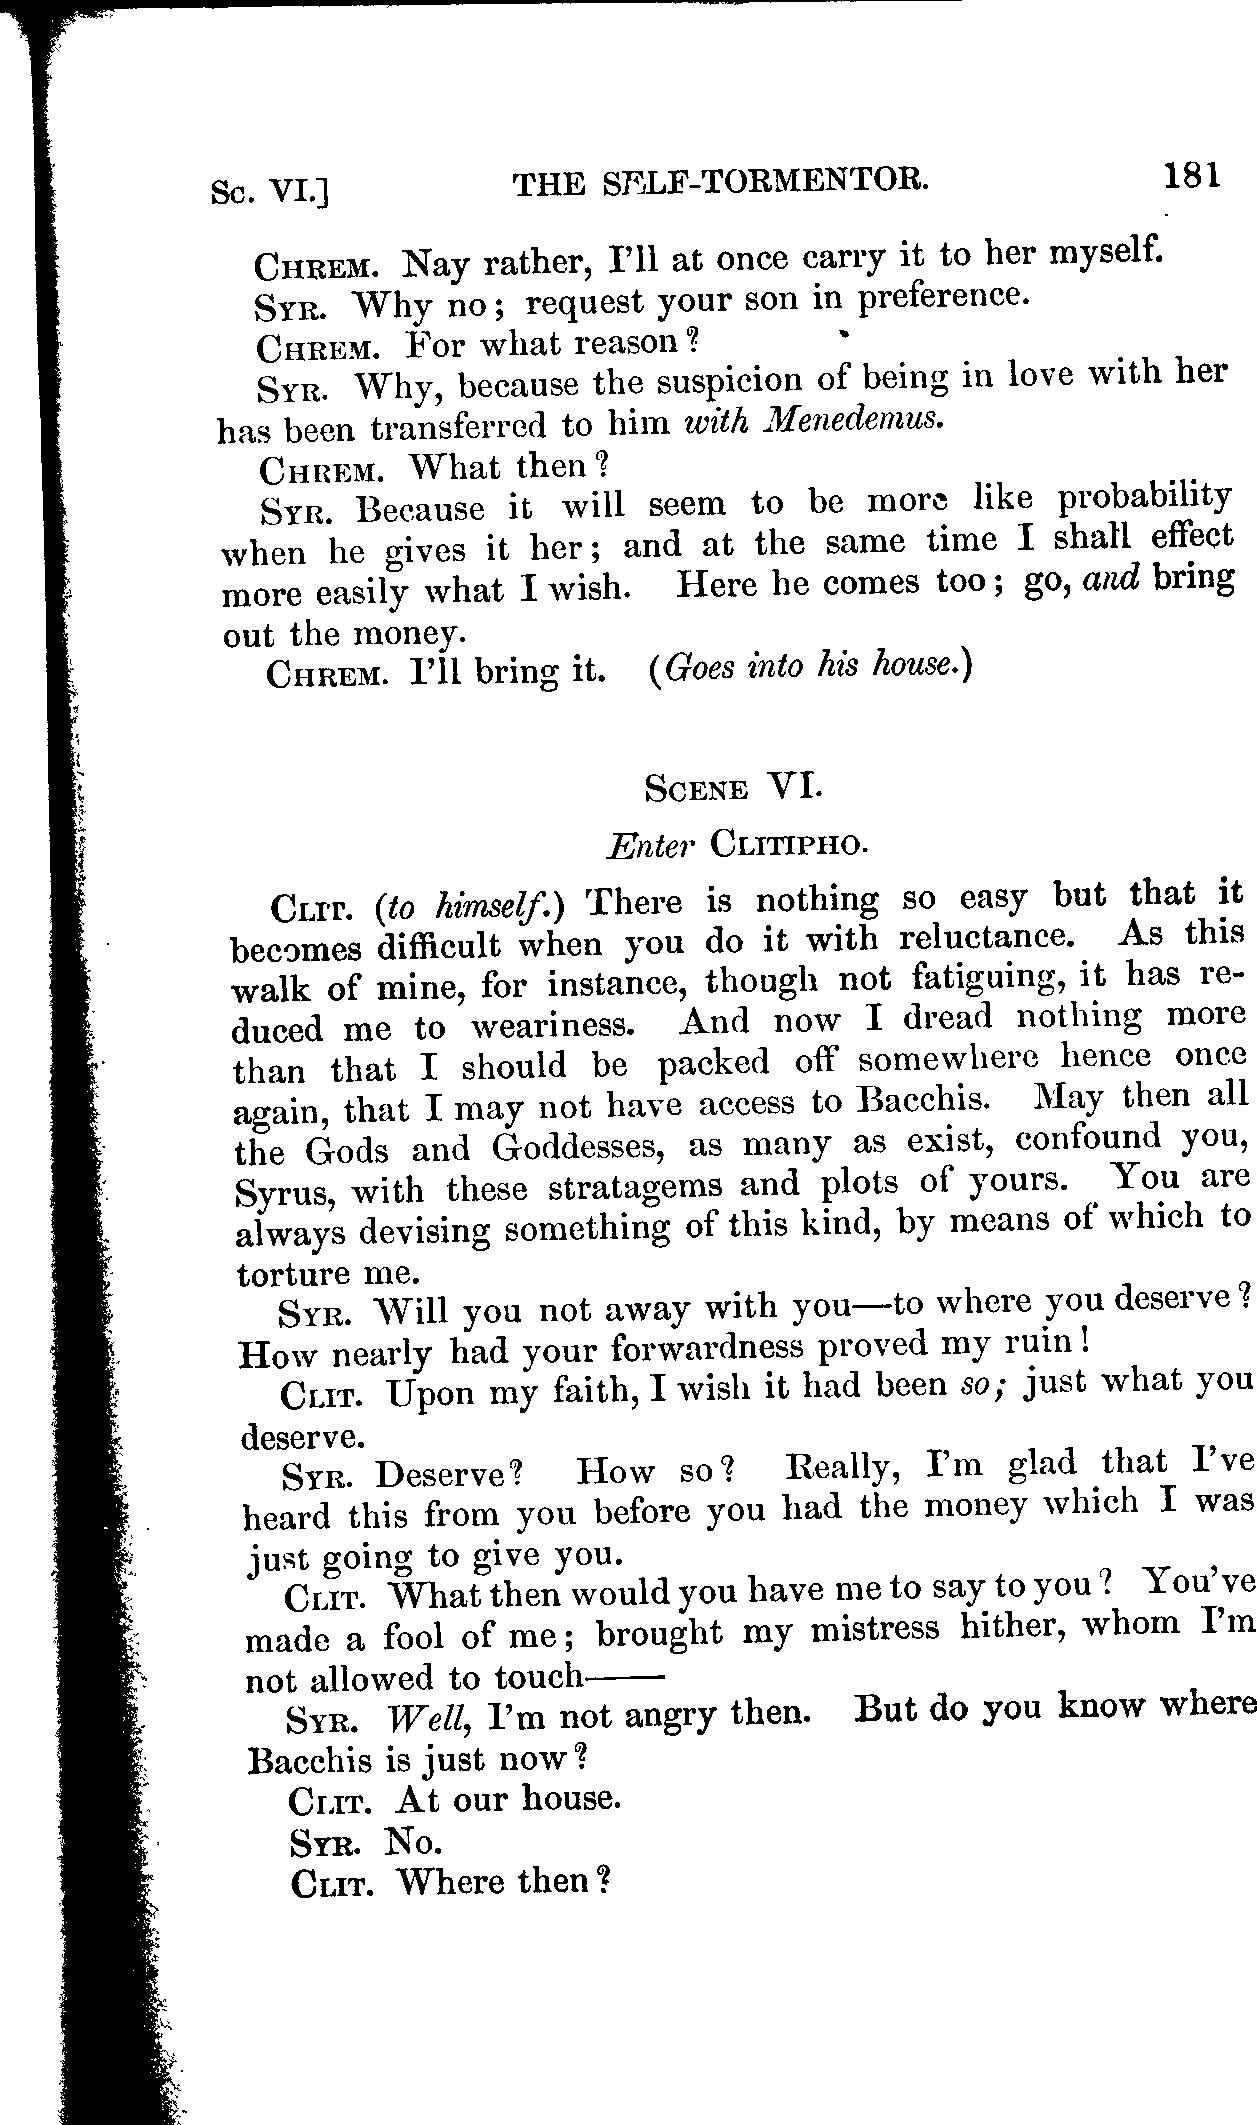 Sc. VI.] THE SELF-TORMENTOR. 181
CHREM. Nay rather, I'll at once carry it to her myself.
SYR. Why no; request your son in preference.
CHREM. For what reason?
SYR. Why, because the suspicion of being in love with her
has been transferred to him with Menedemus.
CHREM. What then?
SYR. Because it will seem to be more like probability
when he gives it her; and at the same time I shall effect
more easily what I wish. Here he comes too; go, and bring
out the money.
CHREM. I'll bring it. (Goes into his house.)
SCENE VI.
Enter CLITIPHO.
CLIT. (to himself.) There is nothing so easy but that it
becomes difficult when you do it with reluctance. As this
walk of mine, for instance, though not fatiguing, it has re-
duced me to weariness. And now I dread nothing more
than that I should be packed off somewhere hence once
again, that I may not have access to Bacchis. May then all
the Gods and Goddesses, as many as exist, confound you,
Syrus, with these stratagems and plots of yours. You are
always devising something of this kind, by means of which to
torture me.
SYR. Will you not away with you—to where you deserve?
How nearly had your forwardness proved my ruin!
CLIT. Upon my faith, I wish it had been so; just what you
deserve.
SYR. Deserve? How so? Really, I'm glad that I've
heard this from you before you had the money which I was
just going to give you.
CLIT. What then would you have me to say to you? You've
made a fool of me; brought my mistress hither, whom I'm
not allowed to touch——
SYR. Well, I'm not angry then. But do you know where
Bacchis is just now?
CLIT. At our house.
SYR. No.
CLIT. Where then?